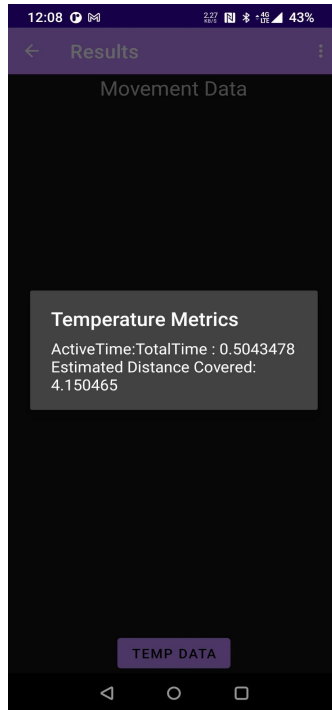 12:08 2.27 KB/S 4G LTE 43%
Results
Movement Data
Temperature Metrics
ActiveTime:TotalTime : 0.5043478
Estimated Distance Covered:
4.150465
TEMP DATA